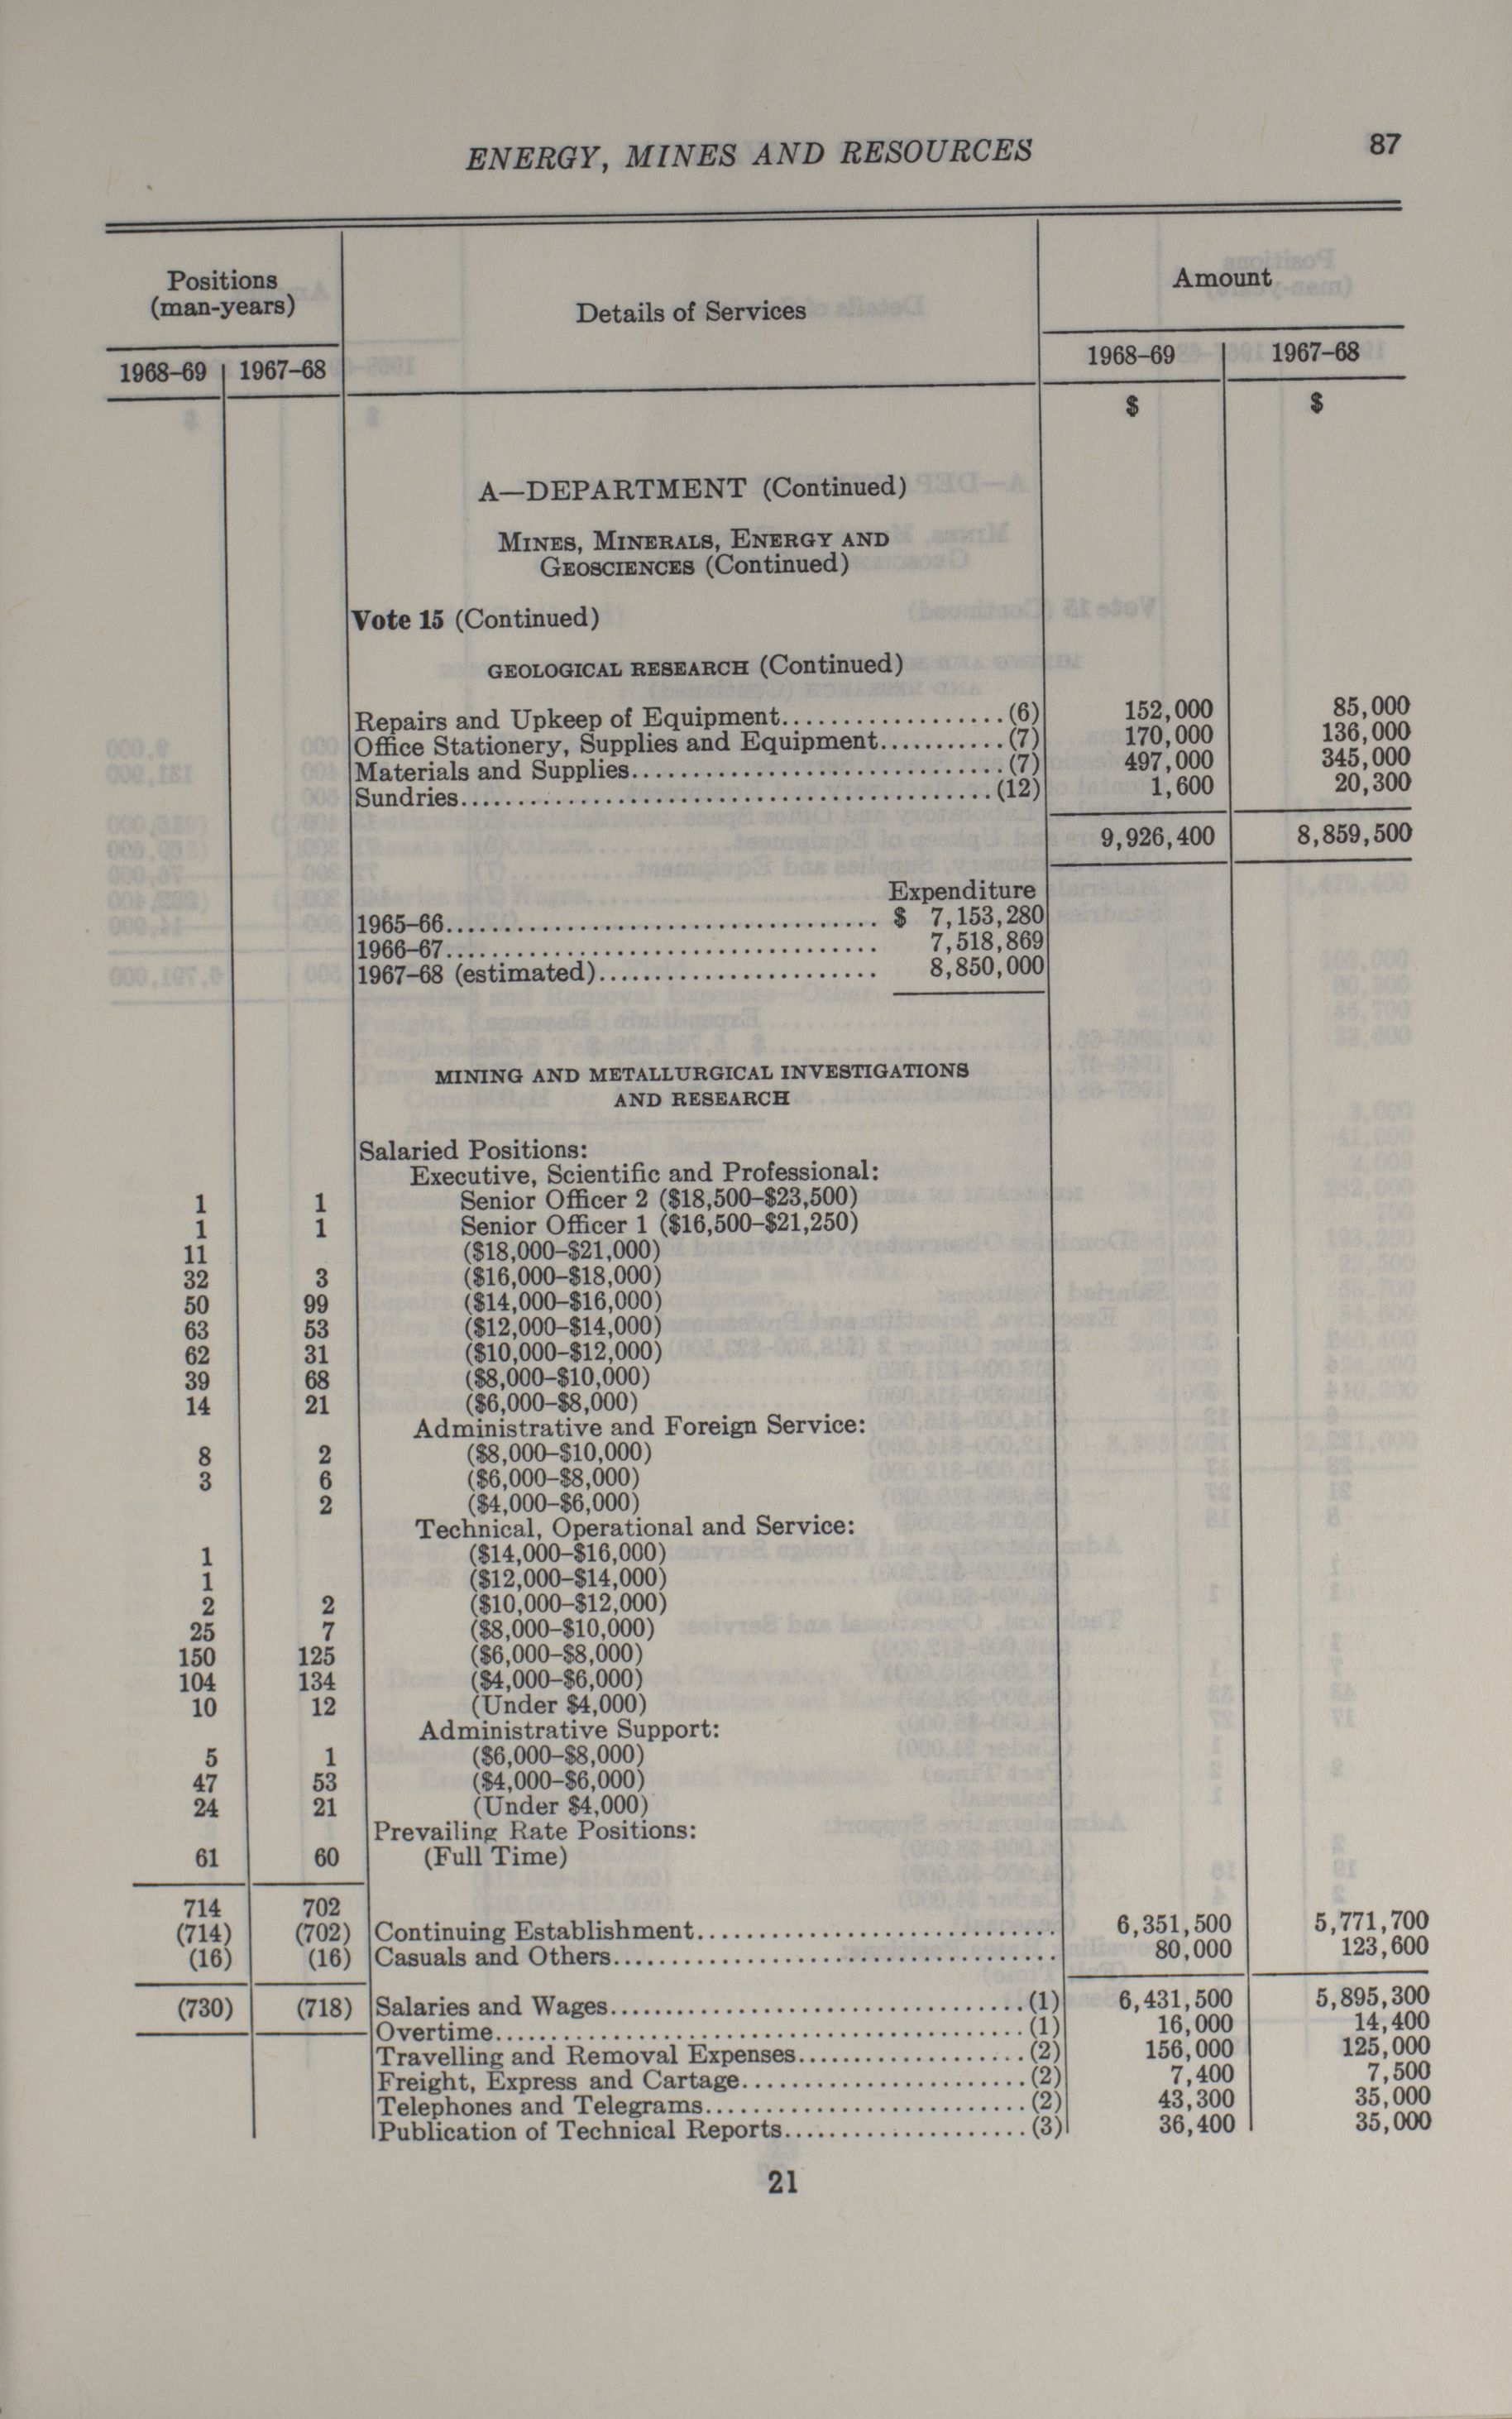 ENERGY, MINES AND RESOURCES 87
Positions (man-years) Details of Services Amount
1968–69 1967–68 1968–69 1967–68
$ $
A—DEPARTMENT (Continued)
MINES, MINERALS, ENERGY AND
GEOSCIENCES (Continued)
Vote 15 (Continued)
GEOLOGICAL RESEARCH (Continued)
Repairs and Upkeep of Equipment.................(6) 152,000 85,000
Office Stationery, Supplies and Equipment...........(7) 170,000 136,000
Materials and Supplies..............................(7) 497,000 345,000
Sundries...........................................(12) 1,600 20,300
9,926,400 8,859,500
Expenditure
1965–66.................................... $ 7,153,280
1966–67.................................... 7,518,869
1967–68 (estimated)....................... 8,850,000
MINING AND METALLURGICAL INVESTIGATIONS
AND RESEARCH
Salaried Positions:
Executive, Scientific and Professional:
1 1 Senior Officer 2 ($18,500–$23,500)
1 1 Senior Officer 1 ($16,500–$21,250)
11 ($18,000–$21,000)
32 3 ($16,000–$18,000)
50 99 ($14,000–$16,000)
63 53 ($12,000–$14,000)
62 31 ($10,000–$12,000)
39 68 ($8,000–$10,000)
14 21 ($6,000–$8,000)
Administrative and Foreign Service:
8 2 ($8,000–$10,000)
3 6 ($6,000–$8,000)
2 ($4,000–$6,000)
Technical, Operational and Service:
1 ($14,000–$16,000)
1 ($12,000–$14,000)
2 2 ($10,000–$12,000)
25 7 ($8,000–$10,000)
150 125 ($6,000–$8,000)
104 134 ($4,000–$6,000)
10 12 (Under $4,000)
Administrative Support:
5 1 ($6,000–$8,000)
47 53 ($4,000–$6,000)
24 21 (Under $4,000)
Prevailing Rate Positions:
61 60 (Full Time)
714 702
(714) (702) Continuing Establishment............................. 6,351,500 5,771,700
(16) (16) Casuals and Others.................................... 80,000 123,600
(730) (718) Salaries and Wages.................................(1) 6,431,500 5,895,300
Overtime...........................................(1) 16,000 14,400
Travelling and Removal Expenses...................(2) 156,000 125,000
Freight, Express and Cartage.......................(2) 7,400 7,500
Telephones and Telegrams...........................(2) 43,300 35,000
Publication of Technical Reports....................(3) 36,400 35,000
21